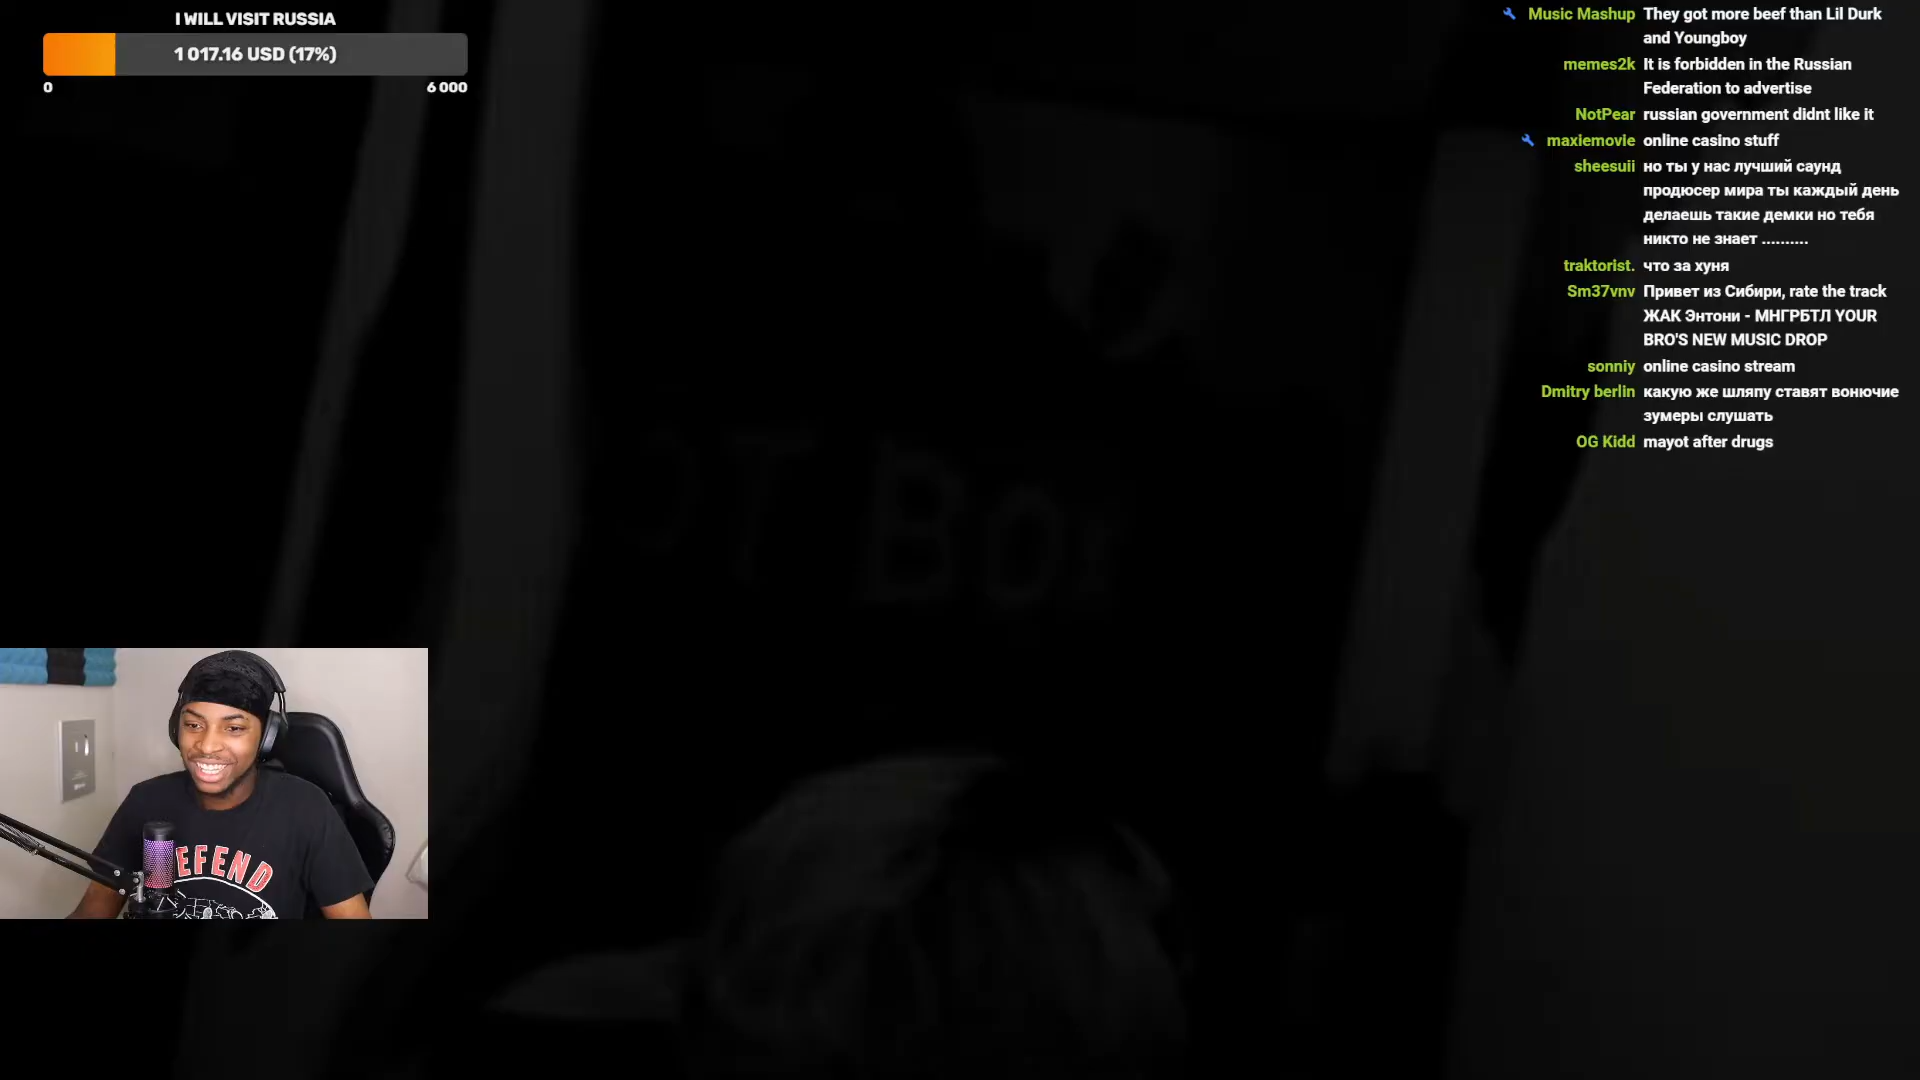 I WILL VISIT RUSSIA
1 017.16 USD (17%)
0
6 000
Music Mashup They got more beef than Lil Durk
and Youngboy
memes2k It is forbidden in the Russian
Federation to advertise
NotPear russian government didnt like it
maxiemovie online casino stuff
sheesuii но ты у нас лучший саунд
продюсер мира ты каждый день
делаешь такие демки но тебя
никто не знает ..........
traktorist. что за хуня
Sm37vnv Привет из Сибири, rate the track
ЖАК Энтони - МНГРБТЛ YOUR
BRO'S NEW MUSIC DROP
sonniy online casino stream
Dmitry berlin какую же шляпу ставят вонючие
зумеры слушать
OG Kidd mayot after drugs
EFEND